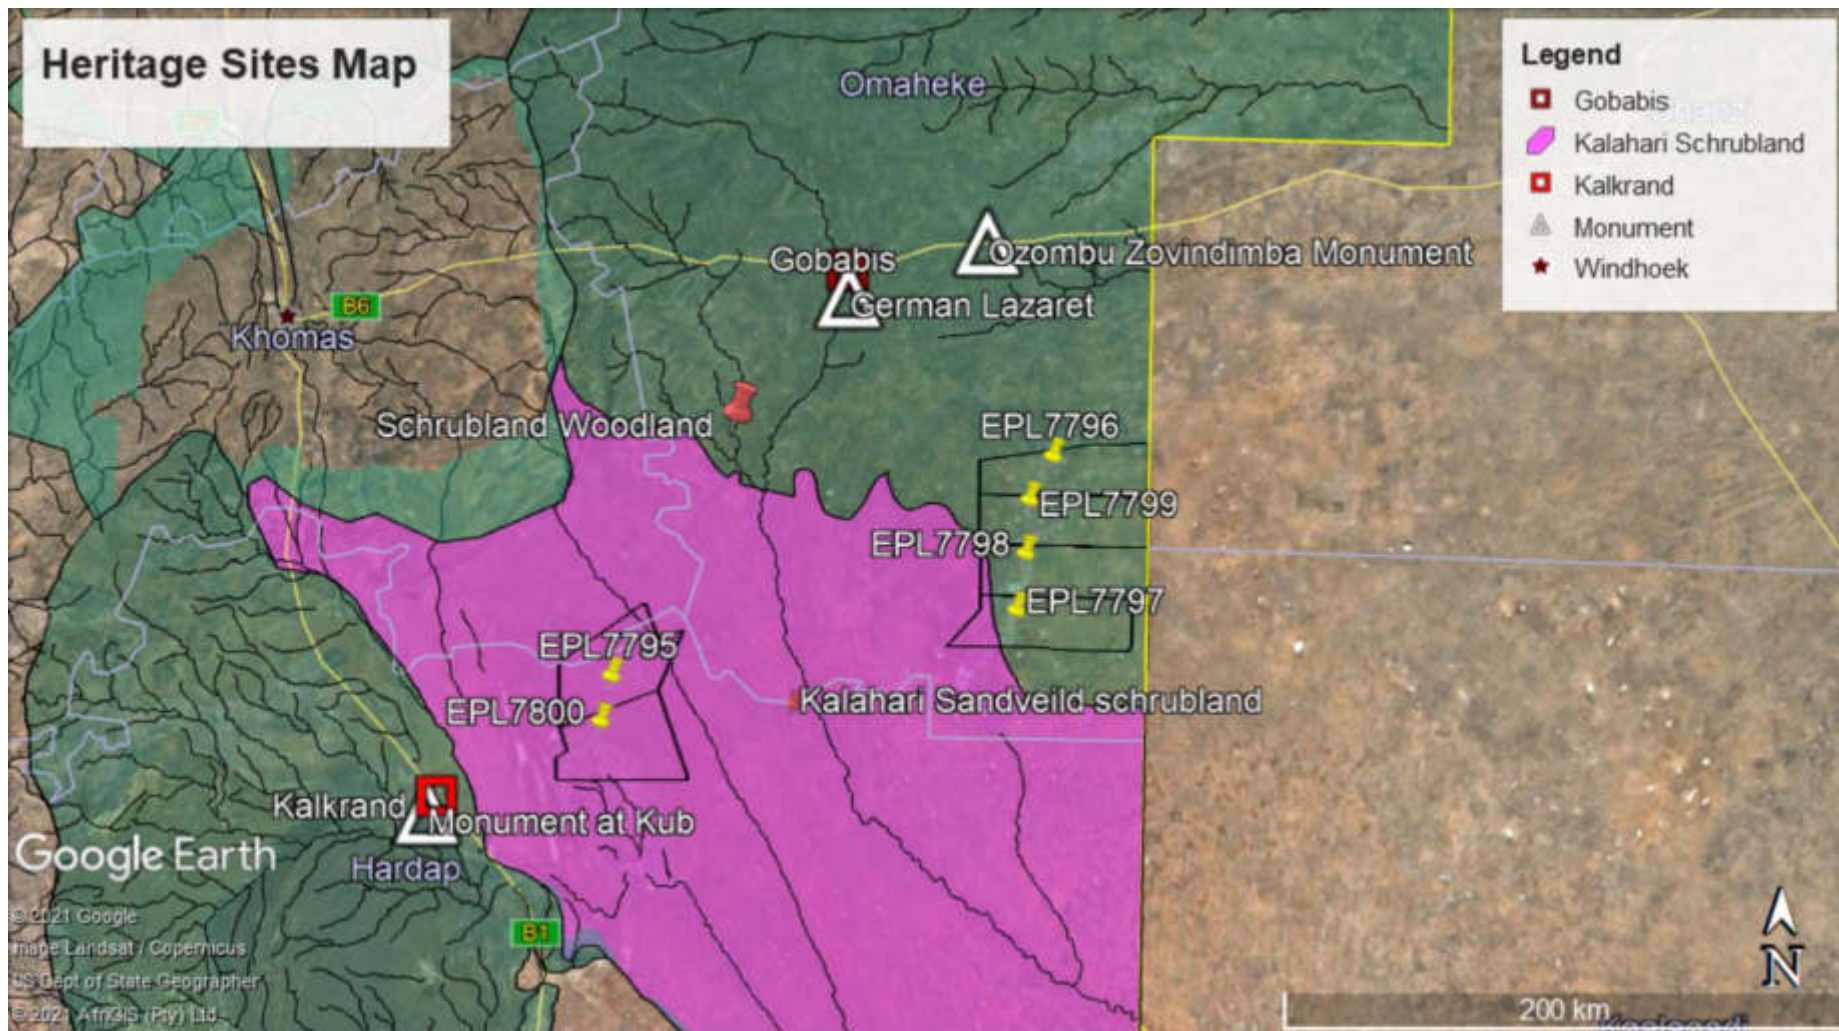 Heritage Sites Map
Legend
Gobabis
Kalahari Schrubland
Kalkrand
Monument
Windhoek
Omaheke
Gobabis
Ozombu Zovindimba Monument
German Lazaret
B6
Khomas
Schrubland Woodland
EPL7796
EPL7799
EPL7798
EPL7797
EPL7795
EPL7800
Kalahari Sandveild schrubland
Kalkrand
Monument at Kub
Google Earth
Hardap
B1
© 2021 Google
Image Landsat / Copernicus
US Dept of State Geographer
© 2021 AfriGIS (Pty) Ltd.
N
200 km